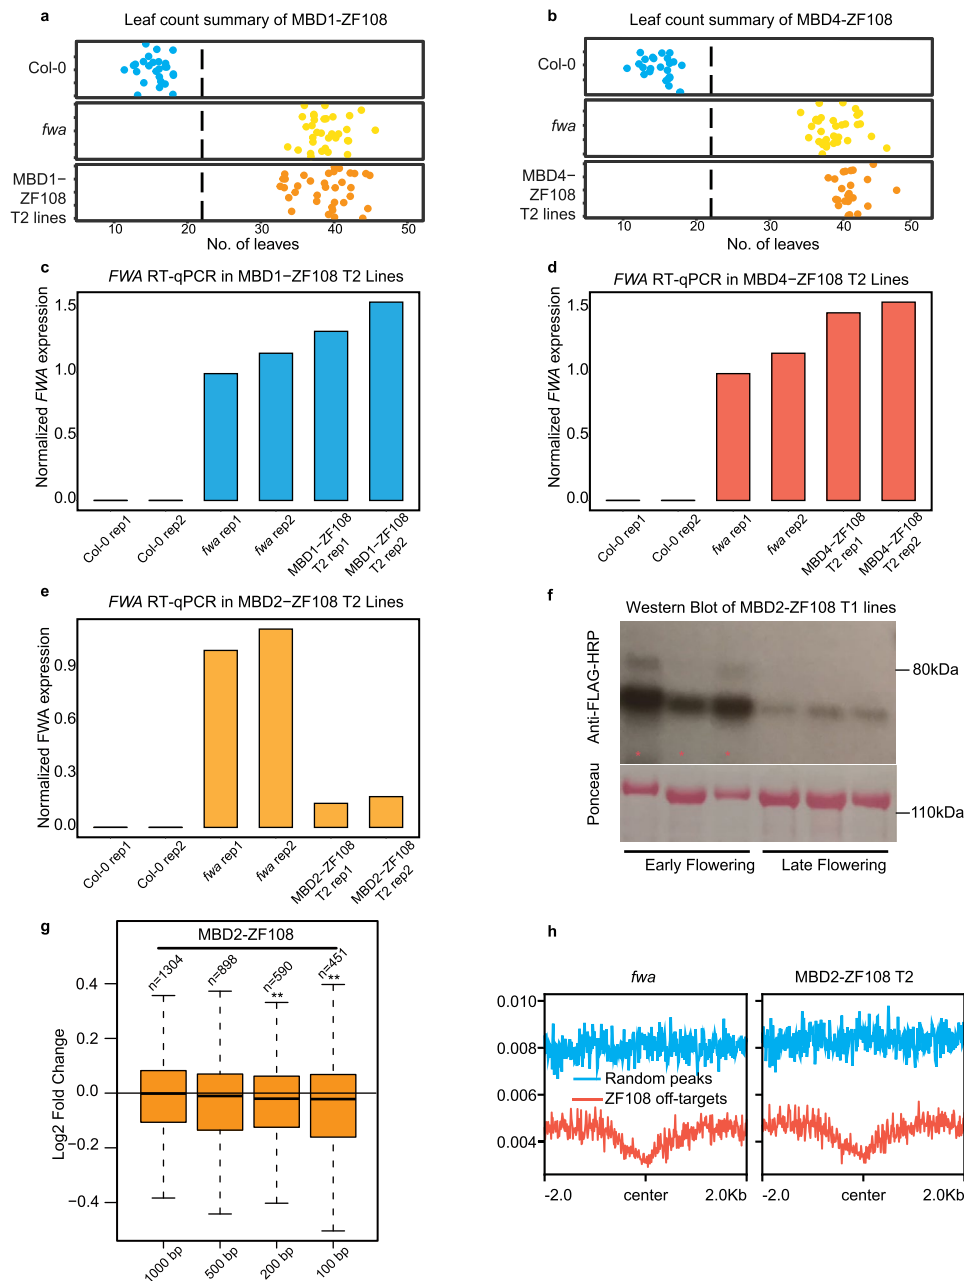 a
Leaf count summary of MBD1-ZF108
Col-0
fwa
MBD1−
ZF108
T2 lines
10
20
30
40
50
No. of leaves
b
Leaf count summary of MBD4-ZF108
Col-0
fwa
MBD4−
ZF108
T2 lines
10
20
30
40
50
No. of leaves
c
FWA RT-qPCR in MBD1−ZF108 T2 Lines
Normalized FWA expression
1.5
1.0
0.5
0.0
Col-0 rep1
Col-0 rep2
fwa rep1
fwa rep2
MBD1−ZF108
T2 rep1
MBD1−ZF108
T2 rep2
d
FWA RT-qPCR in MBD4−ZF108 T2 Lines
Normalized FWA expression
1.5
1.0
0.5
0.0
Col-0 rep1
Col-0 rep2
fwa rep1
fwa rep2
MBD4−ZF108
T2 rep1
MBD4−ZF108
T2 rep2
e
FWA RT-qPCR in MBD2−ZF108 T2 Lines
Normalized FWA expression
0.9
0.6
0.3
0.0
Col-0 rep1
Col-0 rep2
fwa rep1
fwa rep2
MBD2−ZF108
T2 rep1
MBD2−ZF108
T2 rep2
f
Western Blot of MBD2-ZF108 T1 lines
Anti-FLAG-HRP
80kDa
Ponceau
110kDa
Early Flowering
Late Flowering
g
MBD2-ZF108
n=1304
n=898
n=590
n=451
**
**
Log2 Fold Change
0.4
0.2
0.0
−0.2
−0.4
1000 bp
500 bp
200 bp
100 bp
h
fwa
MBD2-ZF108 T2
0.010
0.008
0.006
0.004
Random peaks
ZF108 off-targets
-2.0
center
2.0Kb
-2.0
center
2.0Kb